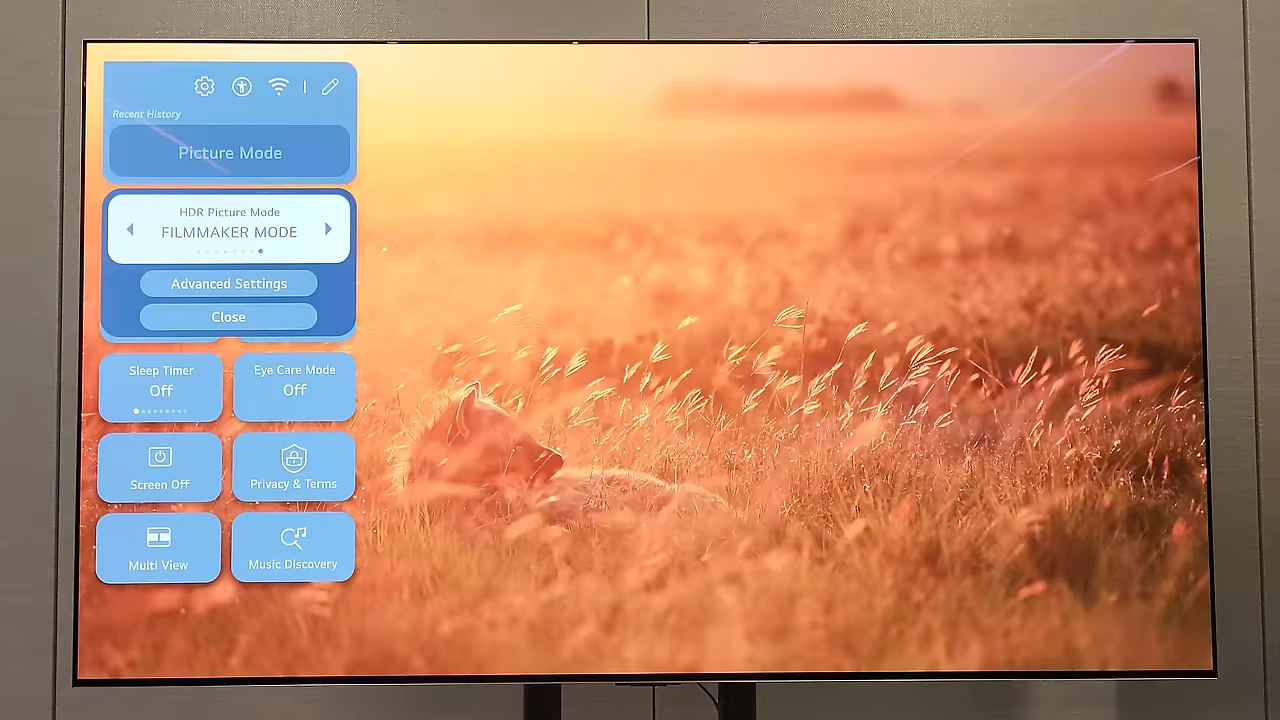 Recent History
Picture Mode
HDR Picture Mode
FILMMAKER MODE
Advanced Settings
Close
Sleep Timer
Off
Eye Care Mode
Off
Screen Off
Privacy & Terms
Multi View
Music Discovery